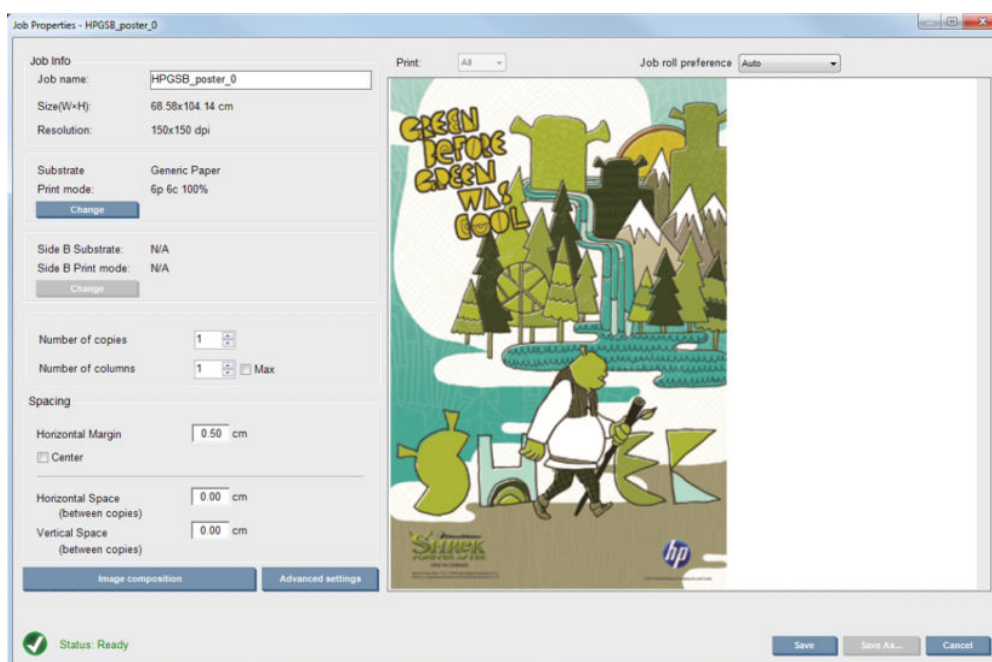 Job Properties - HPGSB_poster_0
Job Info
Job name: HPGSB_poster_0
Size(W×H): 68.58x104.14 cm
Resolution: 150x150 dpi
Substrate Generic Paper
Print mode: 6p 6c 100%
Change
Side B Substrate: N/A
Side B Print mode: N/A
Change
Number of copies 1
Number of columns 1 Max
Spacing
Horizontal Margin 0.50 cm
Center
Horizontal Space 0.00 cm
(between copies)
Vertical Space 0.00 cm
(between copies)
Image composition Advanced settings
Print: All Job roll preference Auto
GREEN
BEFORE
GREEN
WAS
COOL
SHREK
SHREK
hp
Status: Ready
Save Save As... Cancel